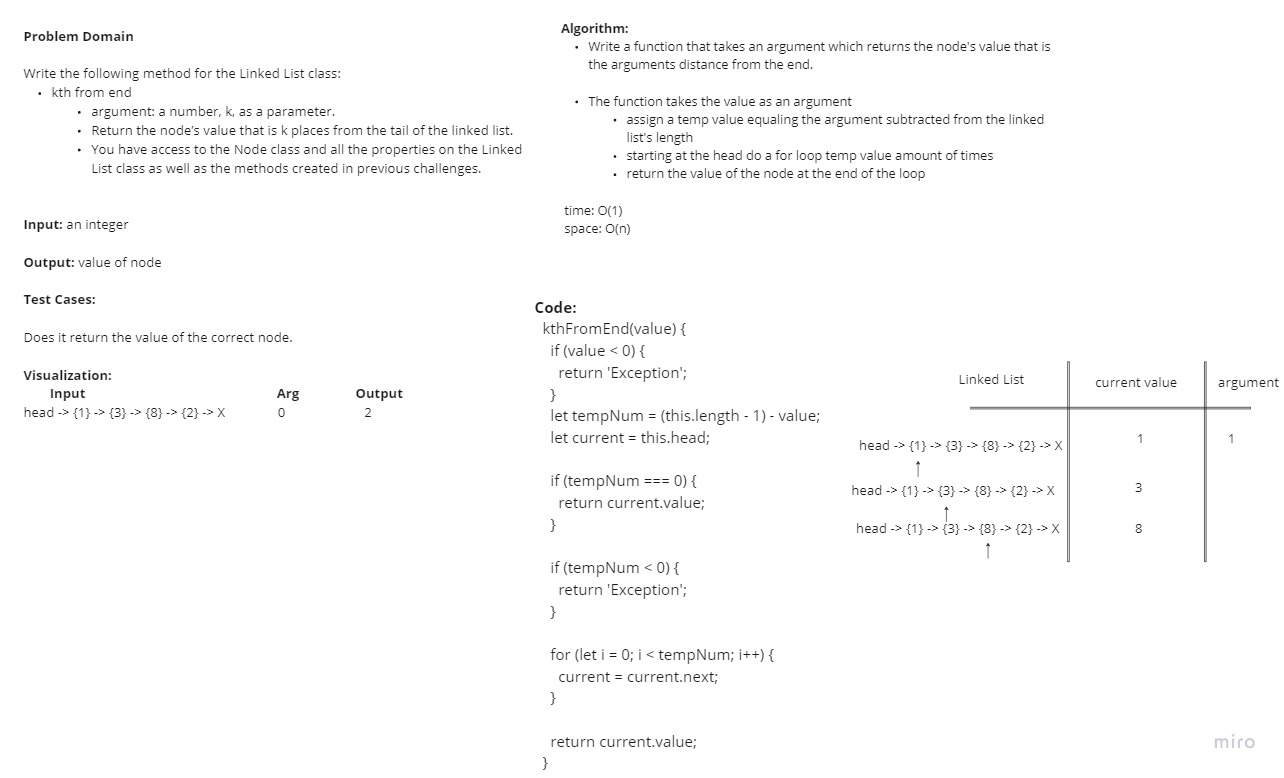 Problem Domain
Write the following method for the Linked List class:
• kth from end
• argument: a number, k, as a parameter.
• Return the node’s value that is k places from the tail of the linked list.
• You have access to the Node class and all the properties on the Linked
List class as well as the methods created in previous challenges.
Input: an integer
Output: value of node
Test Cases:
Does it return the value of the correct node.
Visualization:
Input Arg Output
head -> {1} -> {3} -> {8} -> {2} -> X 0 2
Algorithm:
• Write a function that takes an argument which returns the node's value that is
the arguments distance from the end.
• The function takes the value as an argument
• assign a temp value equaling the argument subtracted from the linked
list's length
• starting at the head do a for loop temp value amount of times
• return the value of the node at the end of the loop
time: O(1)
space: O(n)
Code:
kthFromEnd(value) {
if (value < 0) {
return 'Exception';
}
let tempNum = (this.length - 1) - value;
let current = this.head;
if (tempNum === 0) {
return current.value;
}
if (tempNum < 0) {
return 'Exception';
}
for (let i = 0; i < tempNum; i++) {
current = current.next;
}
return current.value;
}
Linked List current value argument
head -> {1} -> {3} -> {8} -> {2} -> X 1 1
head -> {1} -> {3} -> {8} -> {2} -> X 3
head -> {1} -> {3} -> {8} -> {2} -> X 8
miro